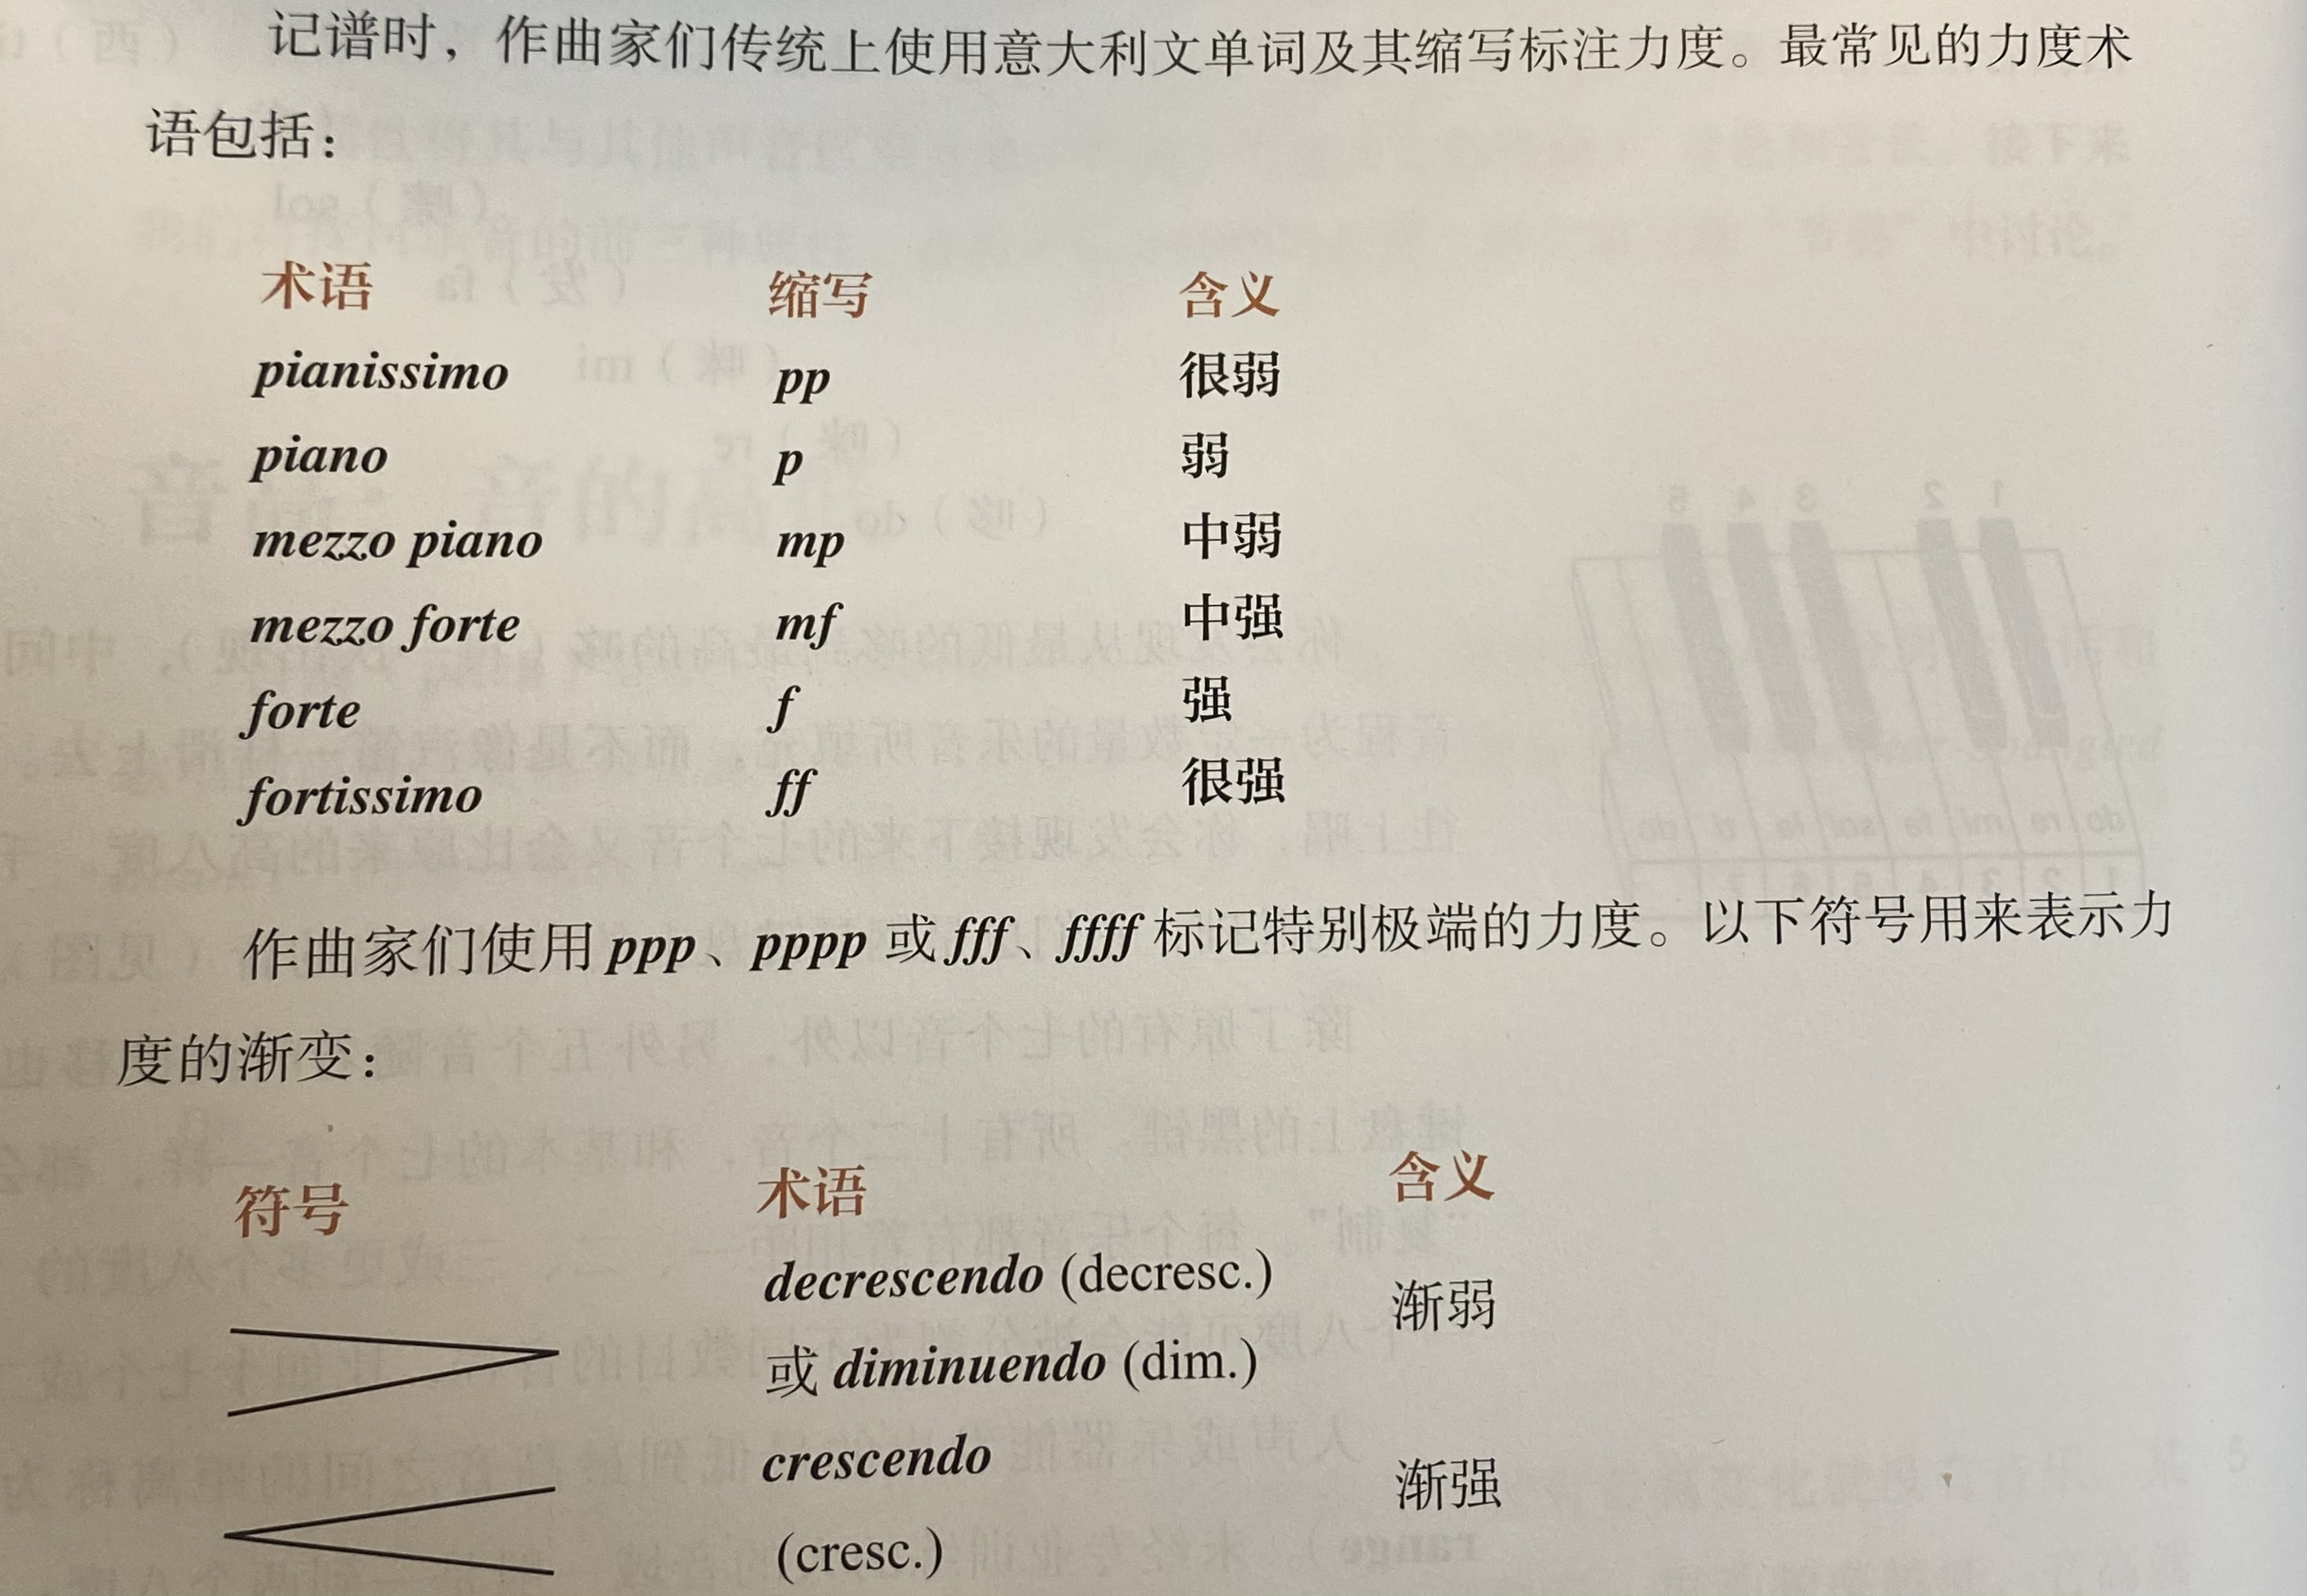 记谱时，作曲家们传统上使用意大利文单词及其缩写标注力度。最常见的力度术
语包括：
术语 缩写 含义
pianissimo pp 很弱
piano p 弱
mezzo piano mp 中弱
mezzo forte mf 中强
forte f 强
fortissimo ff 很强
作曲家们使用 ppp、pppp 或 fff、ffff 标记特别极端的力度。以下符号用来表示力
度的渐变：
符号 术语 含义
decrescendo (decresc.) 渐弱
或 diminuendo (dim.)
crescendo 渐强
(cresc.)